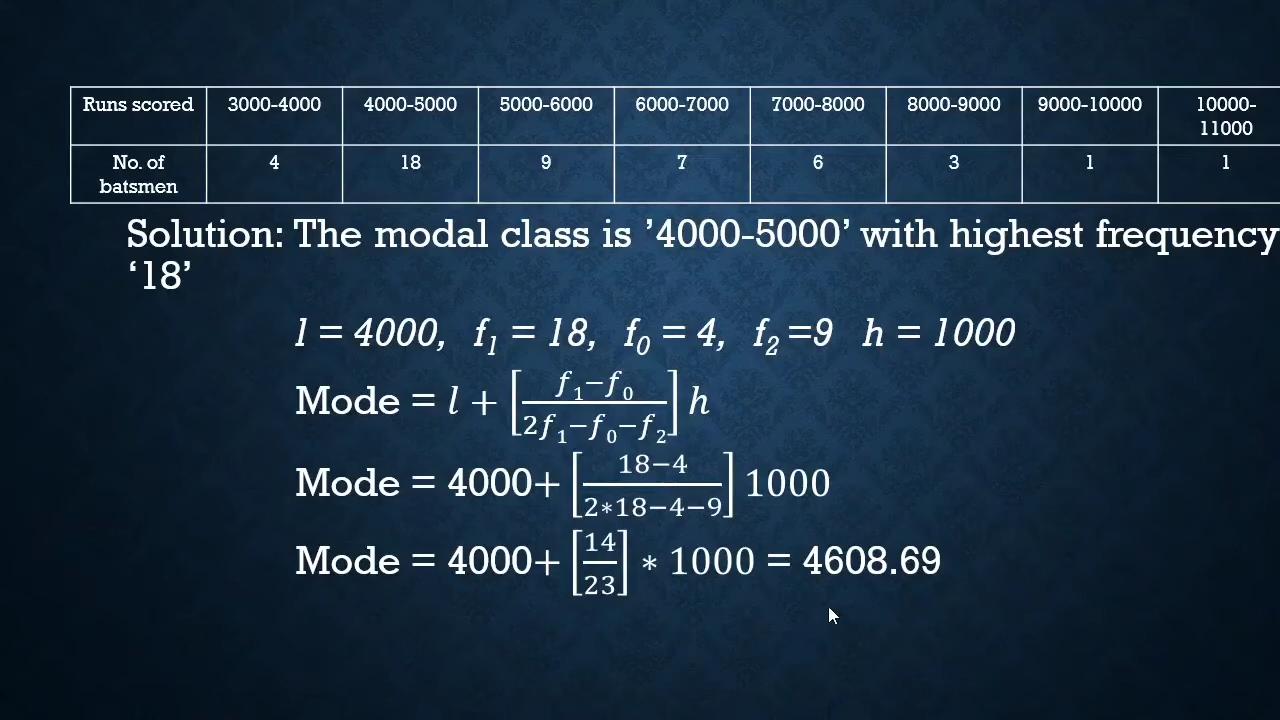 Runs scored 3000-4000 4000-5000 5000-6000 6000-7000 7000-8000 8000-9000 9000-10000 10000-
11000
No. of 4 18 9 7 6 3 1 1
batsmen
Solution: The modal class is ’4000-5000’ with highest frequency
‘18’
l = 4000, f₁ = 18, f₀ = 4, f₂ =9 h = 1000
Mode = l + [(f₁−f₀)/(2f₁−f₀−f₂)] h
Mode = 4000+ [(18−4)/(2∗18−4−9)] 1000
Mode = 4000+ [14/23] ∗ 1000 = 4608.69